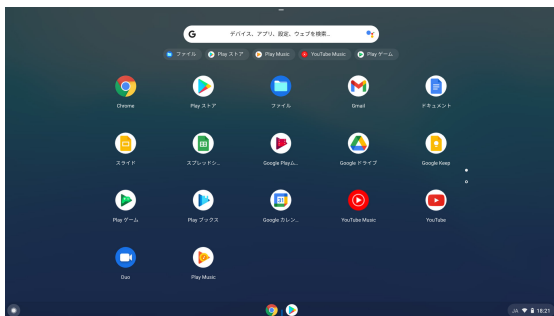 デバイス、アプリ、設定、ウェブを検索...
ファイル Play ストア Play Music YouTube Music Play ゲーム
Chrome Play ストア ファイル Gmail ドキュメント
スライド スプレッドシ... Google Playム... Google ドライブ Google Keep
Play ゲーム Play ブックス Google カレン... YouTube Music YouTube
Duo Play Music
JA 18:21